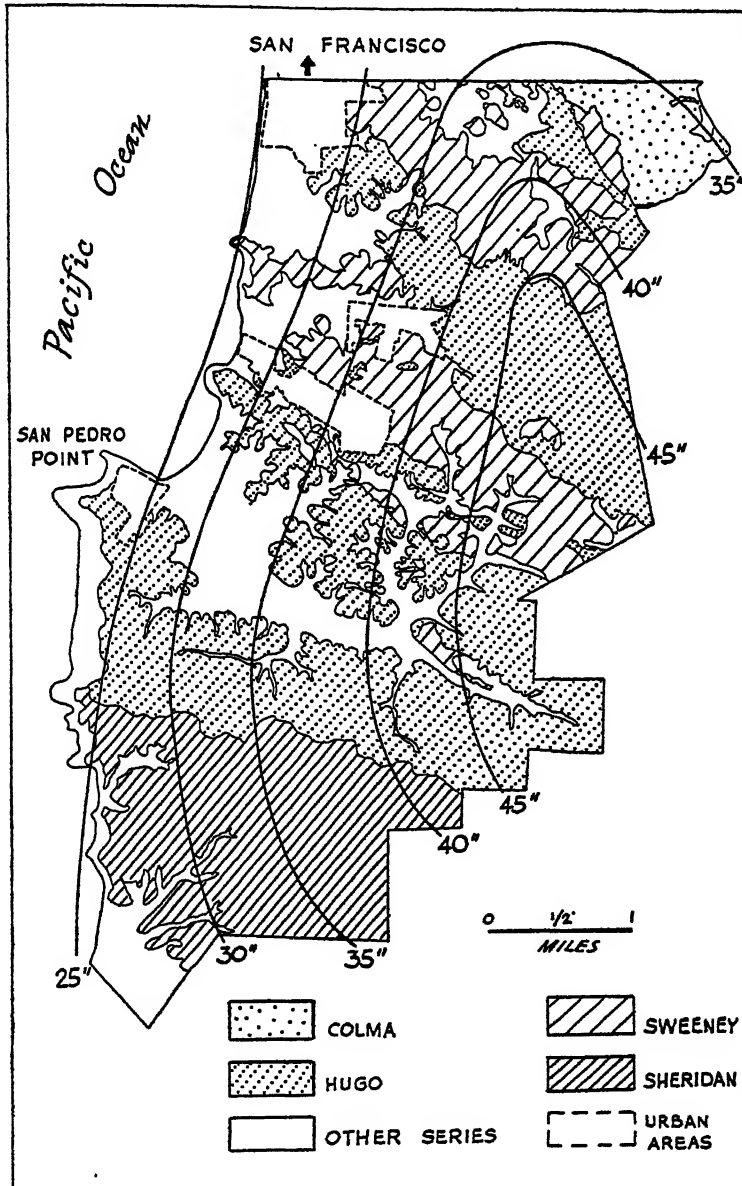 SAN FRANCISCO
Pacific Ocean
35"
40"
45"
SAN PEDRO
POINT
45"
40"
35"
30"
25"
0 1/2 1
MILES
COLMA
SWEENEY
HUGO
SHERIDAN
OTHER SERIES
URBAN
AREAS